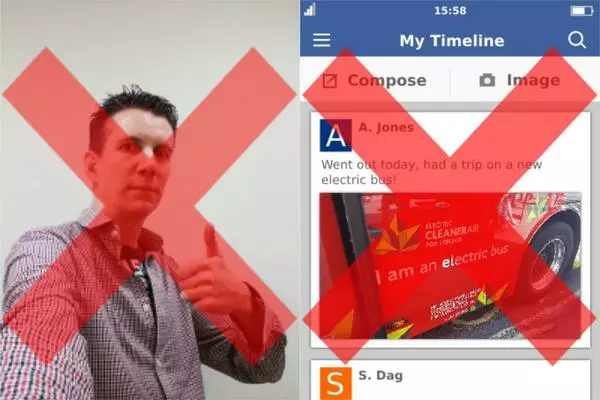 15:58
My Timeline
Compose
Image
A
A. Jones
Went out today, had a trip on a new
electric bus!
ELECTRIC
CLEANERAIR
FOR LONDON
I am an electric bus
S
S. Dag